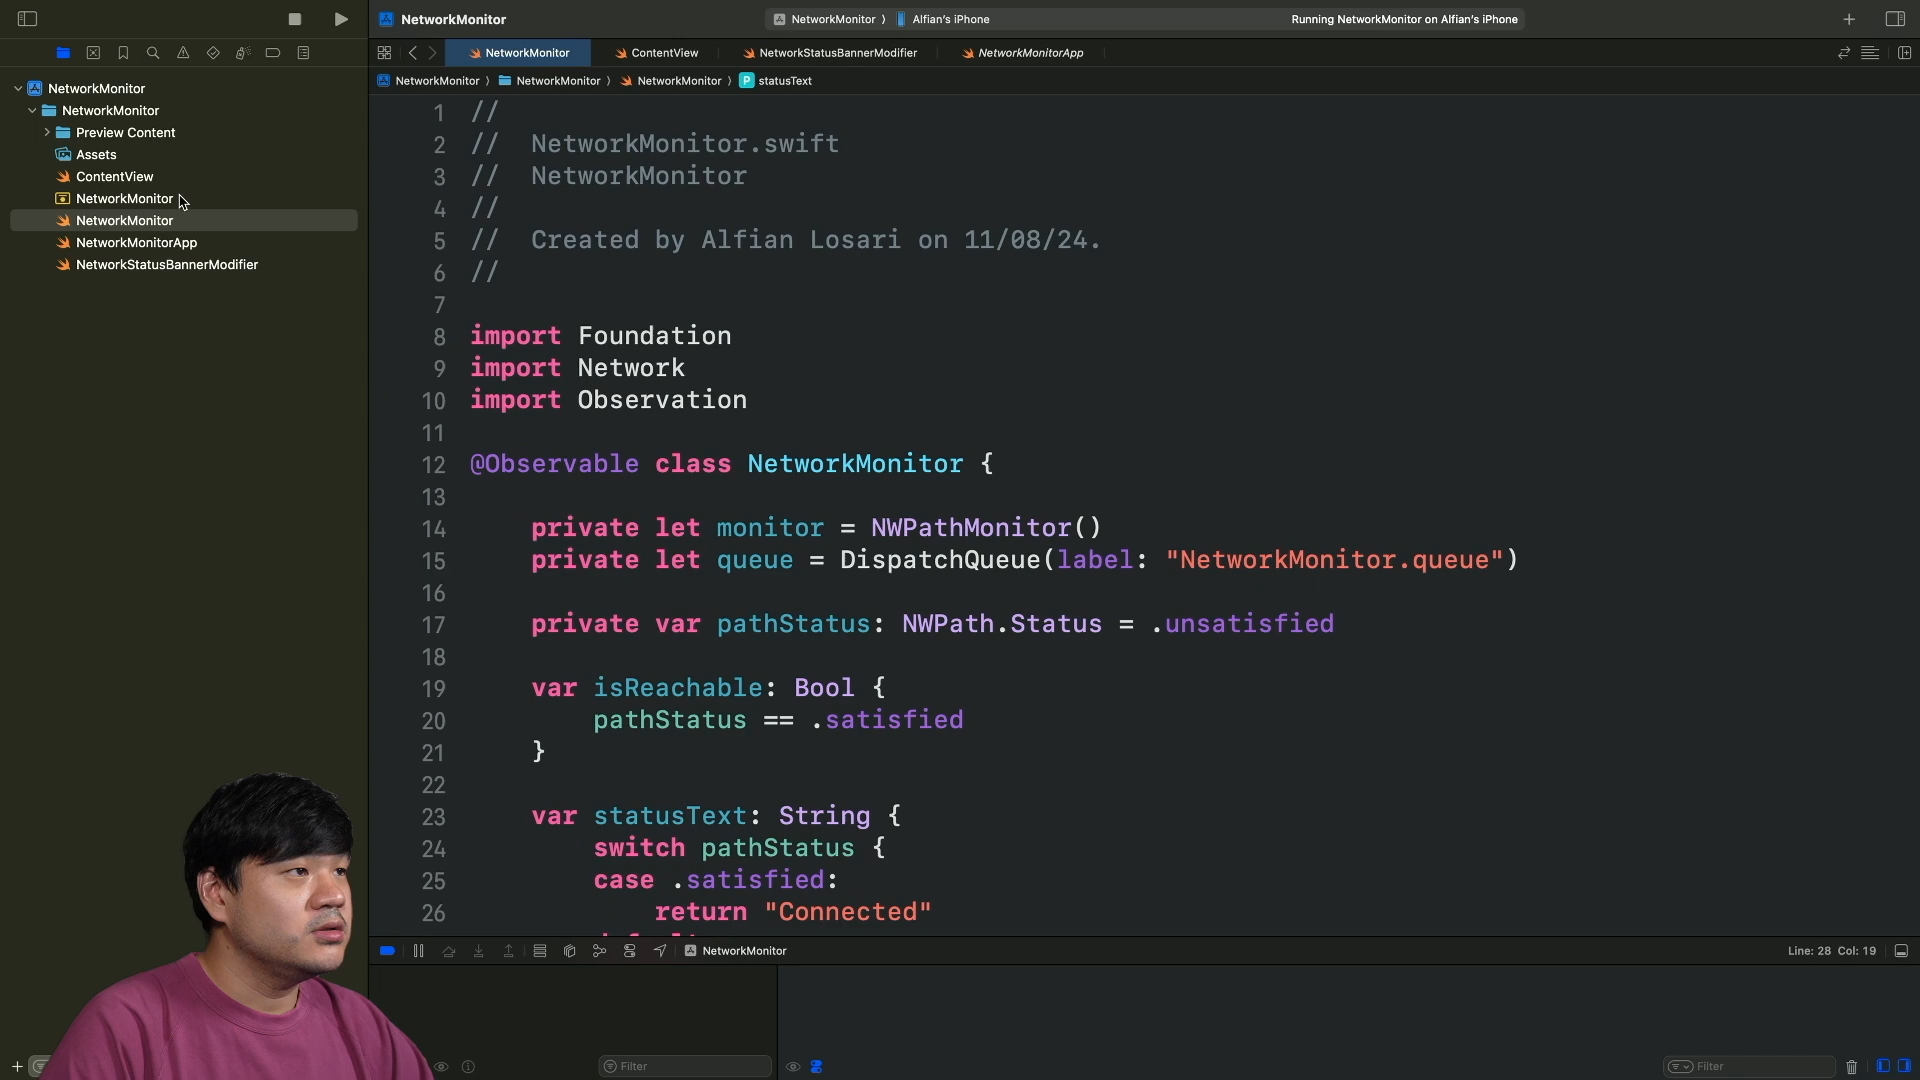 NetworkMonitor
NetworkMonitor ⟩ Alfian's iPhone
Running NetworkMonitor on Alfian's iPhone
NetworkMonitor
ContentView
NetworkStatusBannerModifier
NetworkMonitorApp
NetworkMonitor ⟩ NetworkMonitor ⟩ NetworkMonitor ⟩ P statusText
NetworkMonitor
NetworkMonitor
Preview Content
Assets
ContentView
NetworkMonitor
NetworkMonitor
NetworkMonitorApp
NetworkStatusBannerModifier
1 //
2 //  NetworkMonitor.swift
3 //  NetworkMonitor
4 //
5 //  Created by Alfian Losari on 11/08/24.
6 //
7
8 import Foundation
9 import Network
10 import Observation
11
12 @Observable class NetworkMonitor {
13
14     private let monitor = NWPathMonitor()
15     private let queue = DispatchQueue(label: "NetworkMonitor.queue")
16
17     private var pathStatus: NWPath.Status = .unsatisfied
18
19     var isReachable: Bool {
20         pathStatus == .satisfied
21     }
22
23     var statusText: String {
24         switch pathStatus {
25         case .satisfied:
26             return "Connected"
NetworkMonitor
Line: 28 Col: 19
Filter
Filter